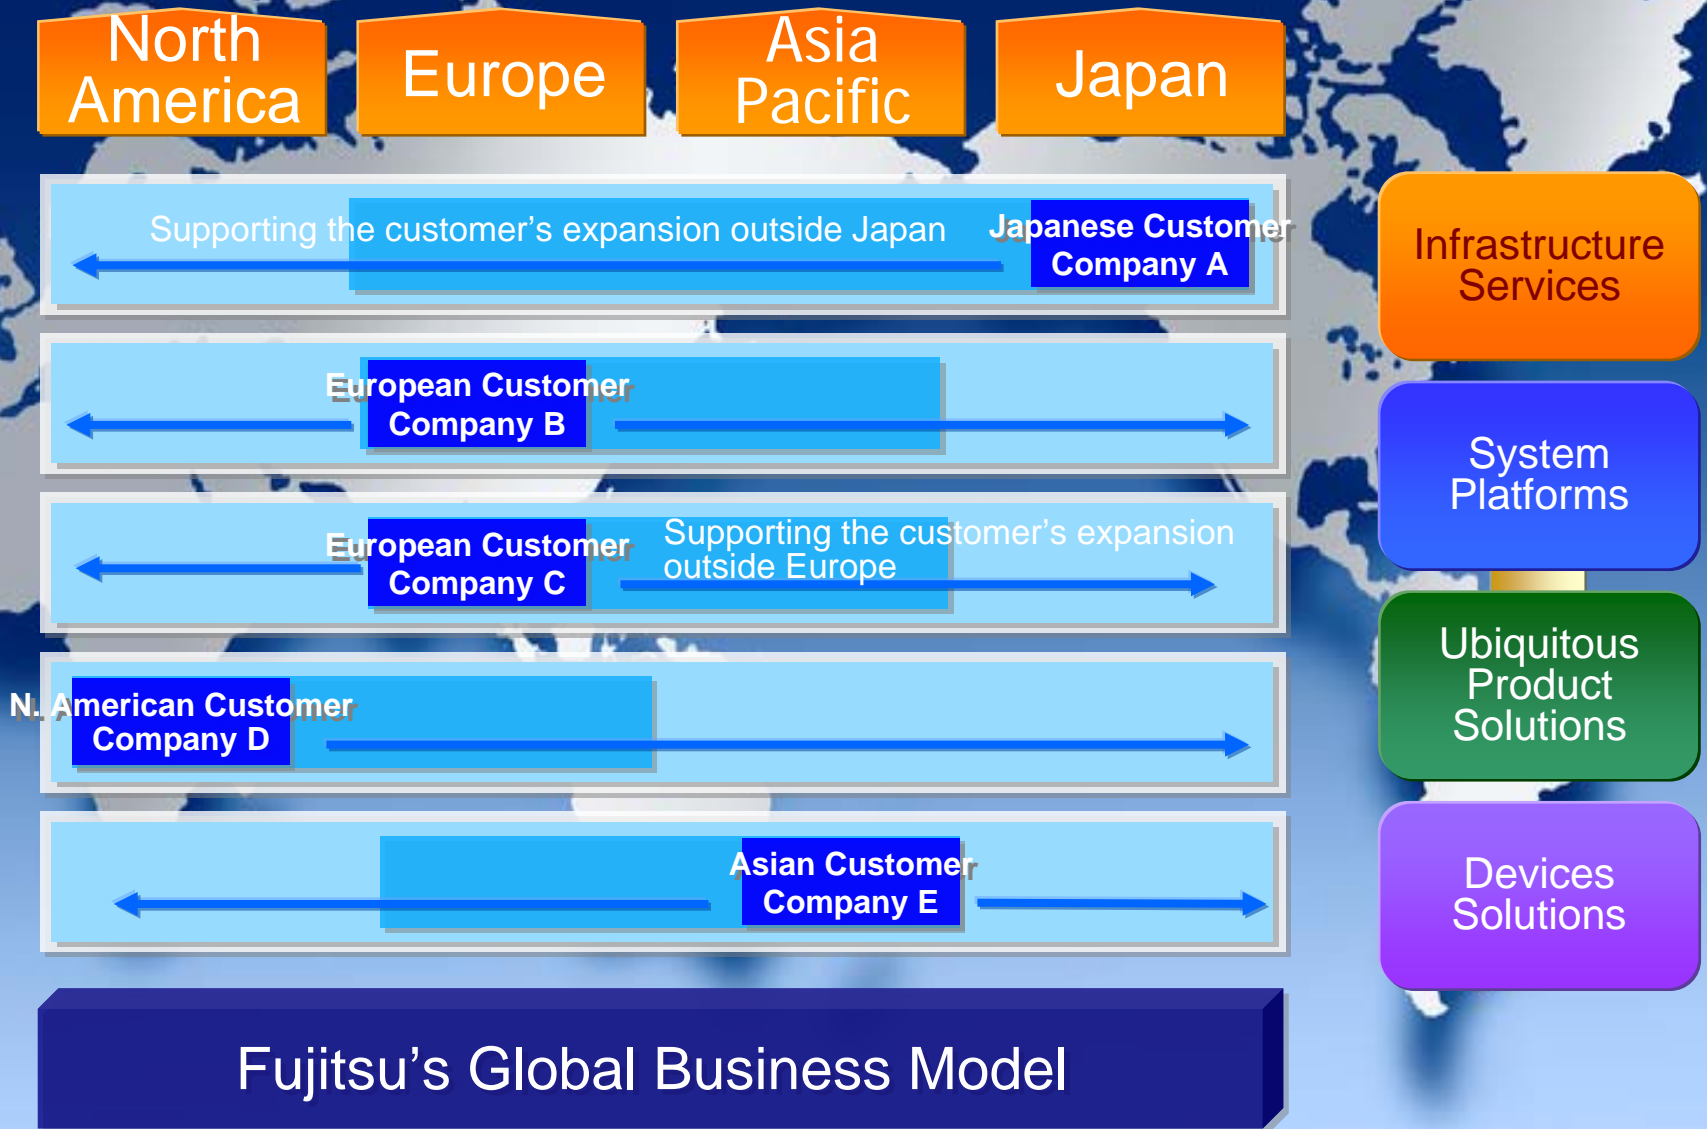 North
America
Europe
Asia
Pacific
Japan
Supporting the customer’s expansion outside Japan
Japanese Customer
Company A
European Customer
Company B
European Customer
Company C
Supporting the customer’s expansion
outside Europe
N. American Customer
Company D
Asian Customer
Company E
Infrastructure
Services
System
Platforms
Ubiquitous
Product
Solutions
Devices
Solutions
Fujitsu’s Global Business Model